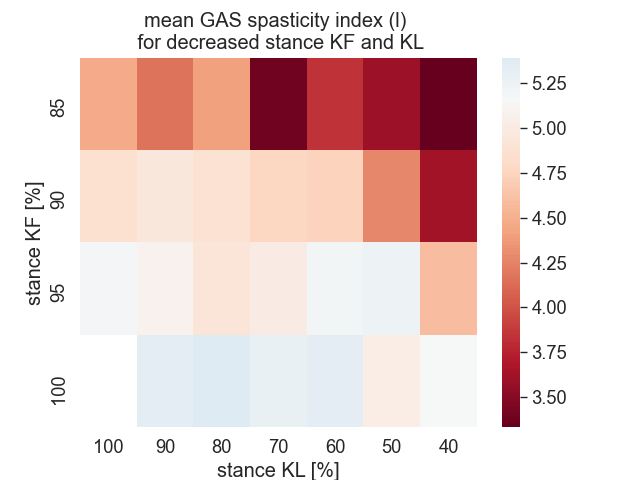 mean GAS spasticity index (I)
for decreased stance KF and KL
stance KF [%]
85
90
95
100
100 90 80 70 60 50 40
stance KL [%]
5.25
5.00
4.75
4.50
4.25
4.00
3.75
3.50